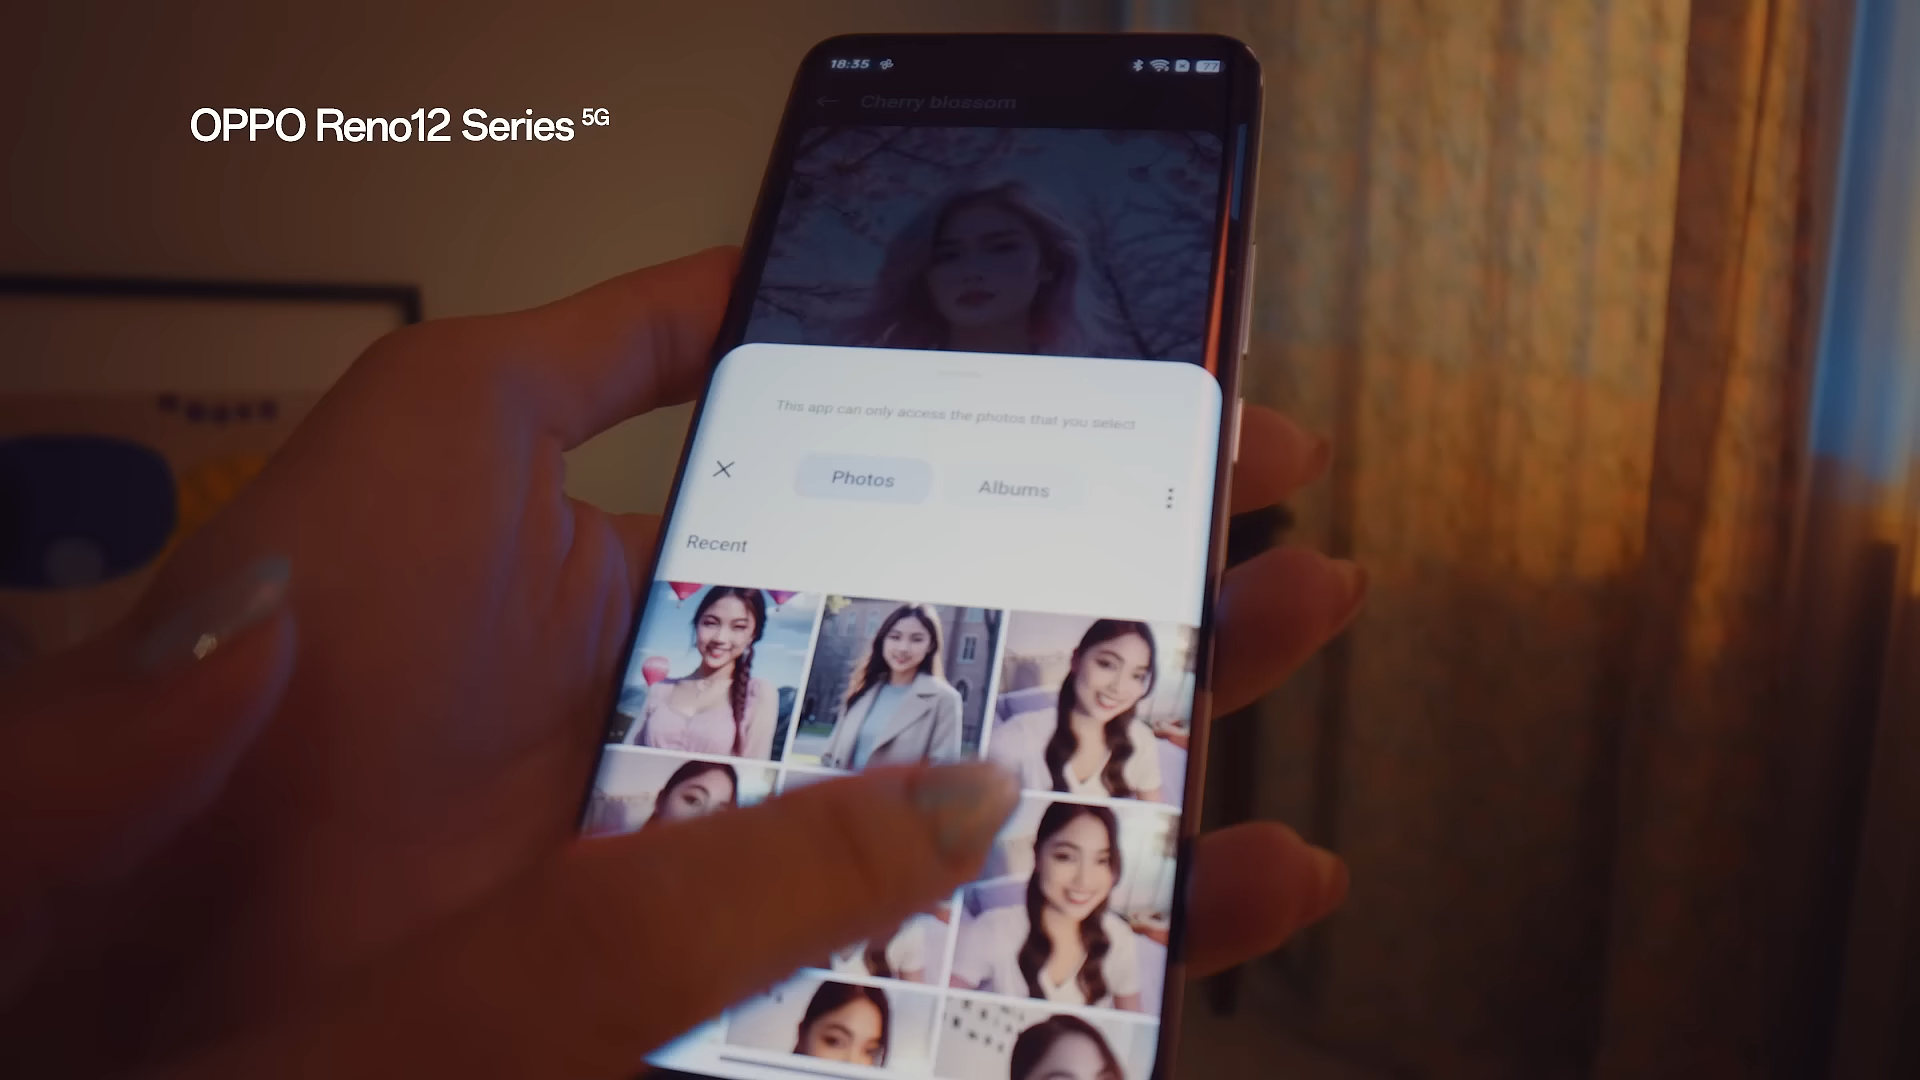 OPPO Reno12 Series 5G
18:35
77
Cherry blossom
This app can only access the photos that you select
Photos
Albums
Recent